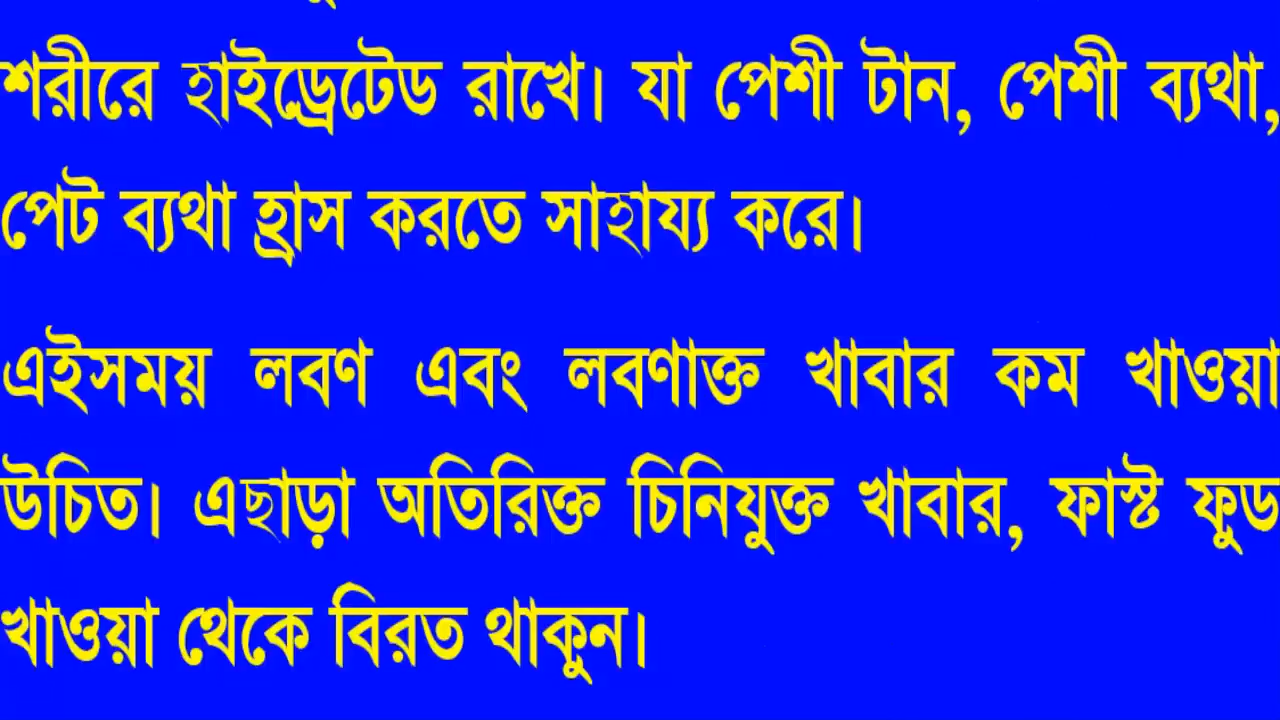 শরীরে হাইড্রেটেড রাখে। যা পেশী টান, পেশী ব্যথা,
পেট ব্যথা হ্রাস করতে সাহায্য করে।
এইসময় লবণ এবং লবণাক্ত খাবার কম খাওয়া
উচিত। এছাড়া অতিরিক্ত চিনিযুক্ত খাবার, ফাস্ট ফুড
খাওয়া থেকে বিরত থাকুন।